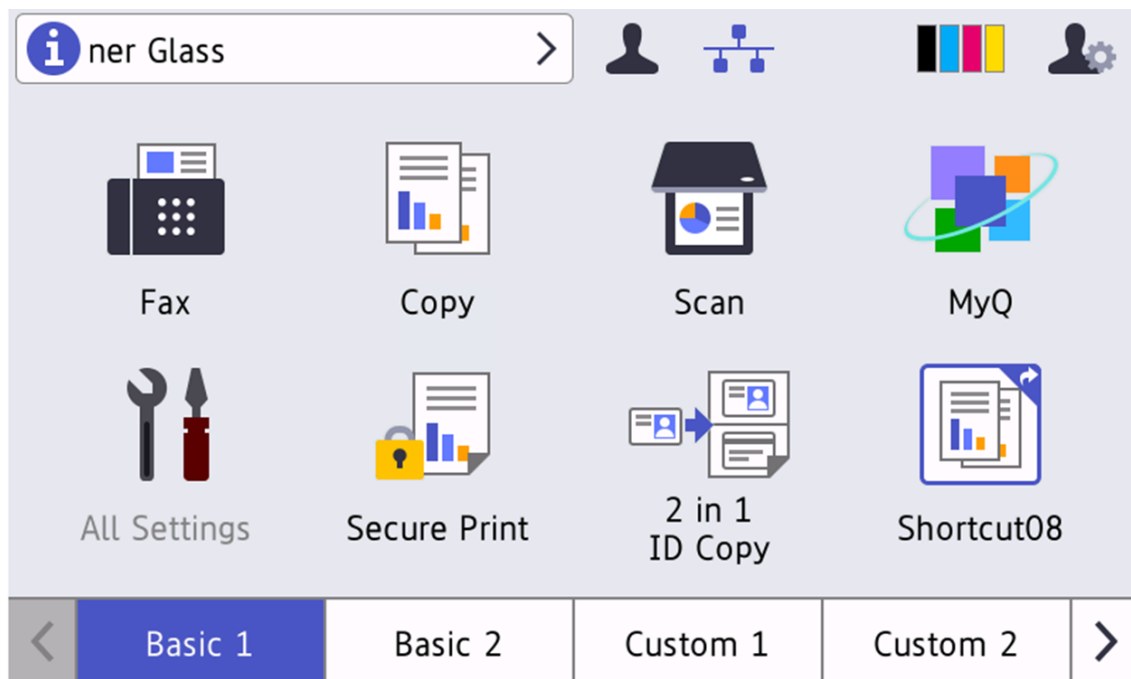 ner Glass
Fax
Copy
Scan
MyQ
All Settings
Secure Print
2 in 1
ID Copy
Shortcut08
Basic 1
Basic 2
Custom 1
Custom 2